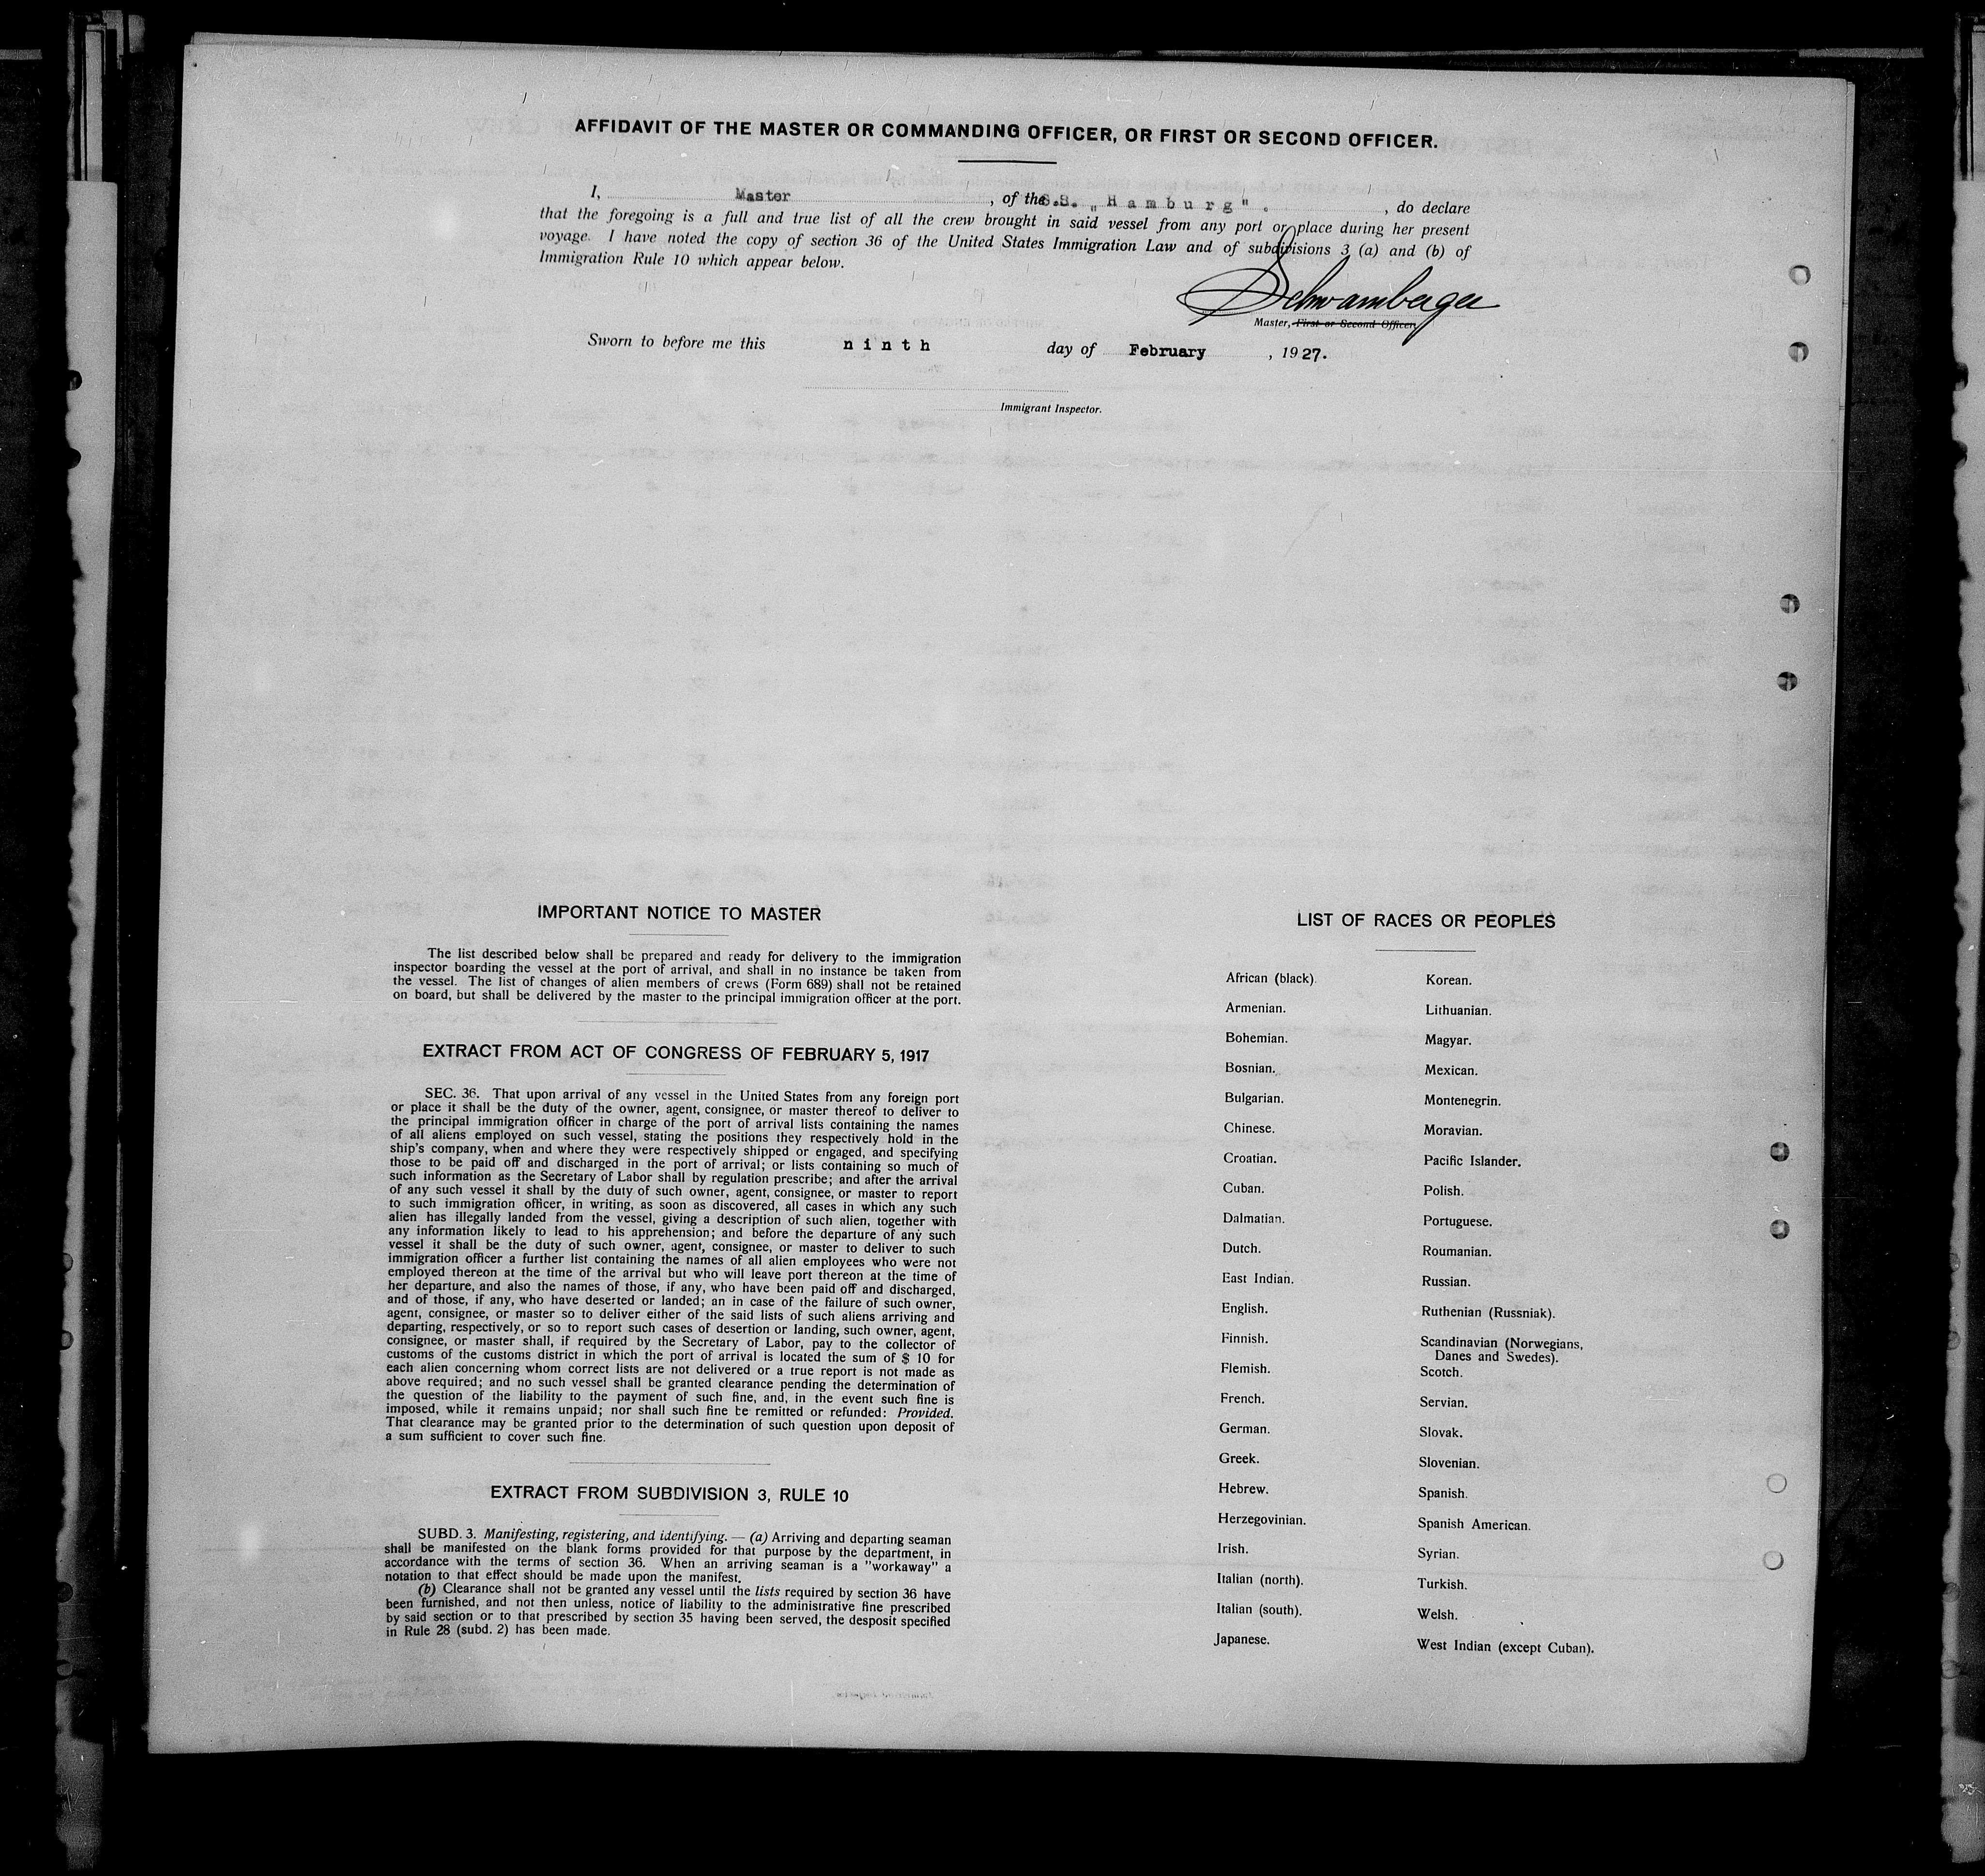 AFFIDAVIT OF THE MASTER OR COMMANDING OFFICER, OR FIRST OR SECOND OFFICER.
I, Master , of the S.S. „ H a m b u r g " . , do declare
that the foregoing is a full and true list of all the crew brought in said vessel from any port or place during her present
voyage. I have noted the copy of section 36 of the United States Immigration Law and of subdivisions 3 (a) and (b) of
Immigration Rule 10 which appear below.
Schwamberger
Master, First or Second Officer.
Sworn to before me this n i n t h day of February , 1927.
Immigrant Inspector.
IMPORTANT NOTICE TO MASTER
The list described below shall be prepared and ready for delivery to the immigration
inspector boarding the vessel at the port of arrival, and shall in no instance be taken from
the vessel. The list of changes of alien members of crews (Form 689) shall not be retained
on board, but shall be delivered by the master to the principal immigration officer at the port.
EXTRACT FROM ACT OF CONGRESS OF FEBRUARY 5, 1917
SEC. 36. That upon arrival of any vessel in the United States from any foreign port
or place it shall be the duty of the owner, agent, consignee, or master thereof to deliver to
the principal immigration officer in charge of the port of arrival lists containing the names
of all aliens employed on such vessel, stating the positions they respectively hold in the
ship's company, when and where they were respectively shipped or engaged, and specifying
those to be paid off and discharged in the port of arrival; or lists containing so much of
such information as the Secretary of Labor shall by regulation prescribe; and after the arrival
of any such vessel it shall by the duty of such owner, agent, consignee, or master to report
to such immigration officer, in writing, as soon as discovered, all cases in which any such
alien has illegally landed from the vessel, giving a description of such alien, together with
any information likely to lead to his apprehension; and before the departure of any such
vessel it shall be the duty of such owner, agent, consignee, or master to deliver to such
immigration officer a further list containing the names of all alien employees who were not
employed thereon at the time of the arrival but who will leave port thereon at the time of
her departure, and also the names of those, if any, who have been paid off and discharged,
and of those, if any, who have deserted or landed; an in case of the failure of such owner,
agent, consignee, or master so to deliver either of the said lists of such aliens arriving and
departing, respectively, or so to report such cases of desertion or landing, such owner, agent,
consignee, or master shall, if required by the Secretary of Labor, pay to the collector of
customs of the customs district in which the port of arrival is located the sum of $ 10 for
each alien concerning whom correct lists are not delivered or a true report is not made as
above required; and no such vessel shall be granted clearance pending the determination of
the question of the liability to the payment of such fine, and, in the event such fine is
imposed, while it remains unpaid; nor shall such fine be remitted or refunded: Provided.
That clearance may be granted prior to the determination of such question upon deposit of
a sum sufficient to cover such fine.
EXTRACT FROM SUBDIVISION 3, RULE 10
SUBD. 3. Manifesting, registering, and identifying. — (a) Arriving and departing seaman
shall be manifested on the blank forms provided for that purpose by the department, in
accordance with the terms of section 36. When an arriving seaman is a "workaway" a
notation to that effect should be made upon the manifest.
(b) Clearance shall not be granted any vessel until the lists required by section 36 have
been furnished, and not then unless, notice of liability to the administrative fine prescribed
by said section or to that prescribed by section 35 having been served, the desposit specified
in Rule 28 (subd. 2) has been made.
LIST OF RACES OR PEOPLES
African (black).
Armenian.
Bohemian.
Bosnian.
Bulgarian.
Chinese.
Croatian.
Cuban.
Dalmatian.
Dutch.
East Indian.
English.
Finnish.
Flemish.
French.
German.
Greek.
Hebrew.
Herzegovinian.
Irish.
Italian (north).
Italian (south).
Japanese.
Korean.
Lithuanian.
Magyar.
Mexican.
Montenegrin.
Moravian.
Pacific Islander.
Polish.
Portuguese.
Roumanian.
Russian.
Ruthenian (Russniak).
Scandinavian (Norwegians,
Danes and Swedes).
Scotch.
Servian.
Slovak.
Slovenian.
Spanish.
Spanish American.
Syrian.
Turkish.
Welsh.
West Indian (except Cuban).